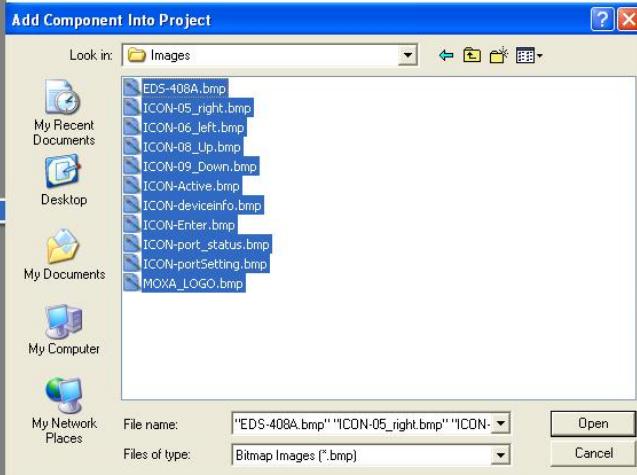 Add Component Into Project
Look in: Images
EDS-408A.bmp
ICON-05_right.bmp
ICON-06_left.bmp
ICON-08_Up.bmp
ICON-09_Down.bmp
ICON-Active.bmp
ICON-deviceinfo.bmp
ICON-Enter.bmp
ICON-port_status.bmp
ICON-portSetting.bmp
MOXA_LOGO.bmp
My Recent
Documents
Desktop
My Documents
My Computer
My Network
Places
File name: "EDS-408A.bmp" "ICON-05_right.bmp" "ICON- Open
Files of type: Bitmap Images (*.bmp) Cancel